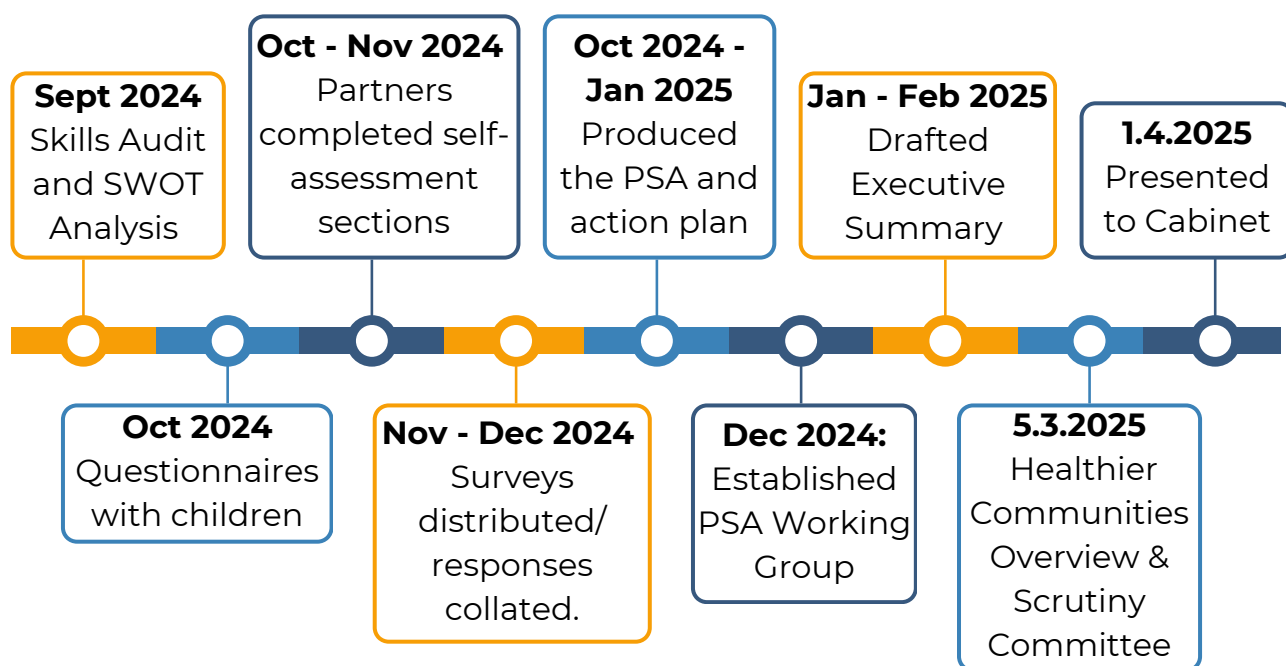 Sept 2024
Skills Audit
and SWOT
Analysis
Oct 2024
Questionnaires
with children
Oct - Nov 2024
Partners
completed self-
assessment
sections
Nov - Dec 2024
Surveys
distributed/
responses
collated.
Oct 2024 -
Jan 2025
Produced
the PSA and
action plan
Dec 2024:
Established
PSA Working
Group
Jan - Feb 2025
Drafted
Executive
Summary
5.3.2025
Healthier
Communities
Overview &
Scrutiny
Committee
1.4.2025
Presented
to Cabinet